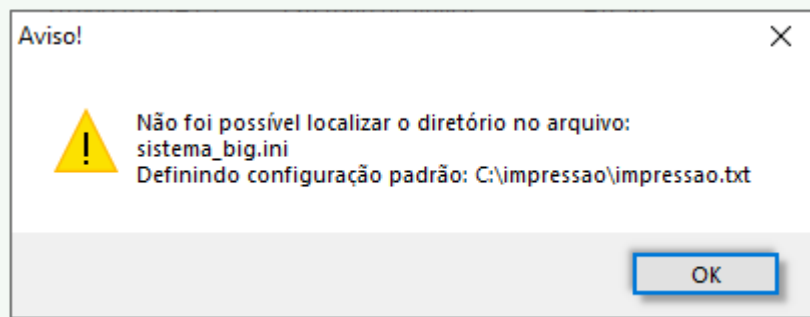 Aviso!
Não foi possível localizar o diretório no arquivo:
sistema_big.ini
Definindo configuração padrão: C:\impressao\impressao.txt
OK